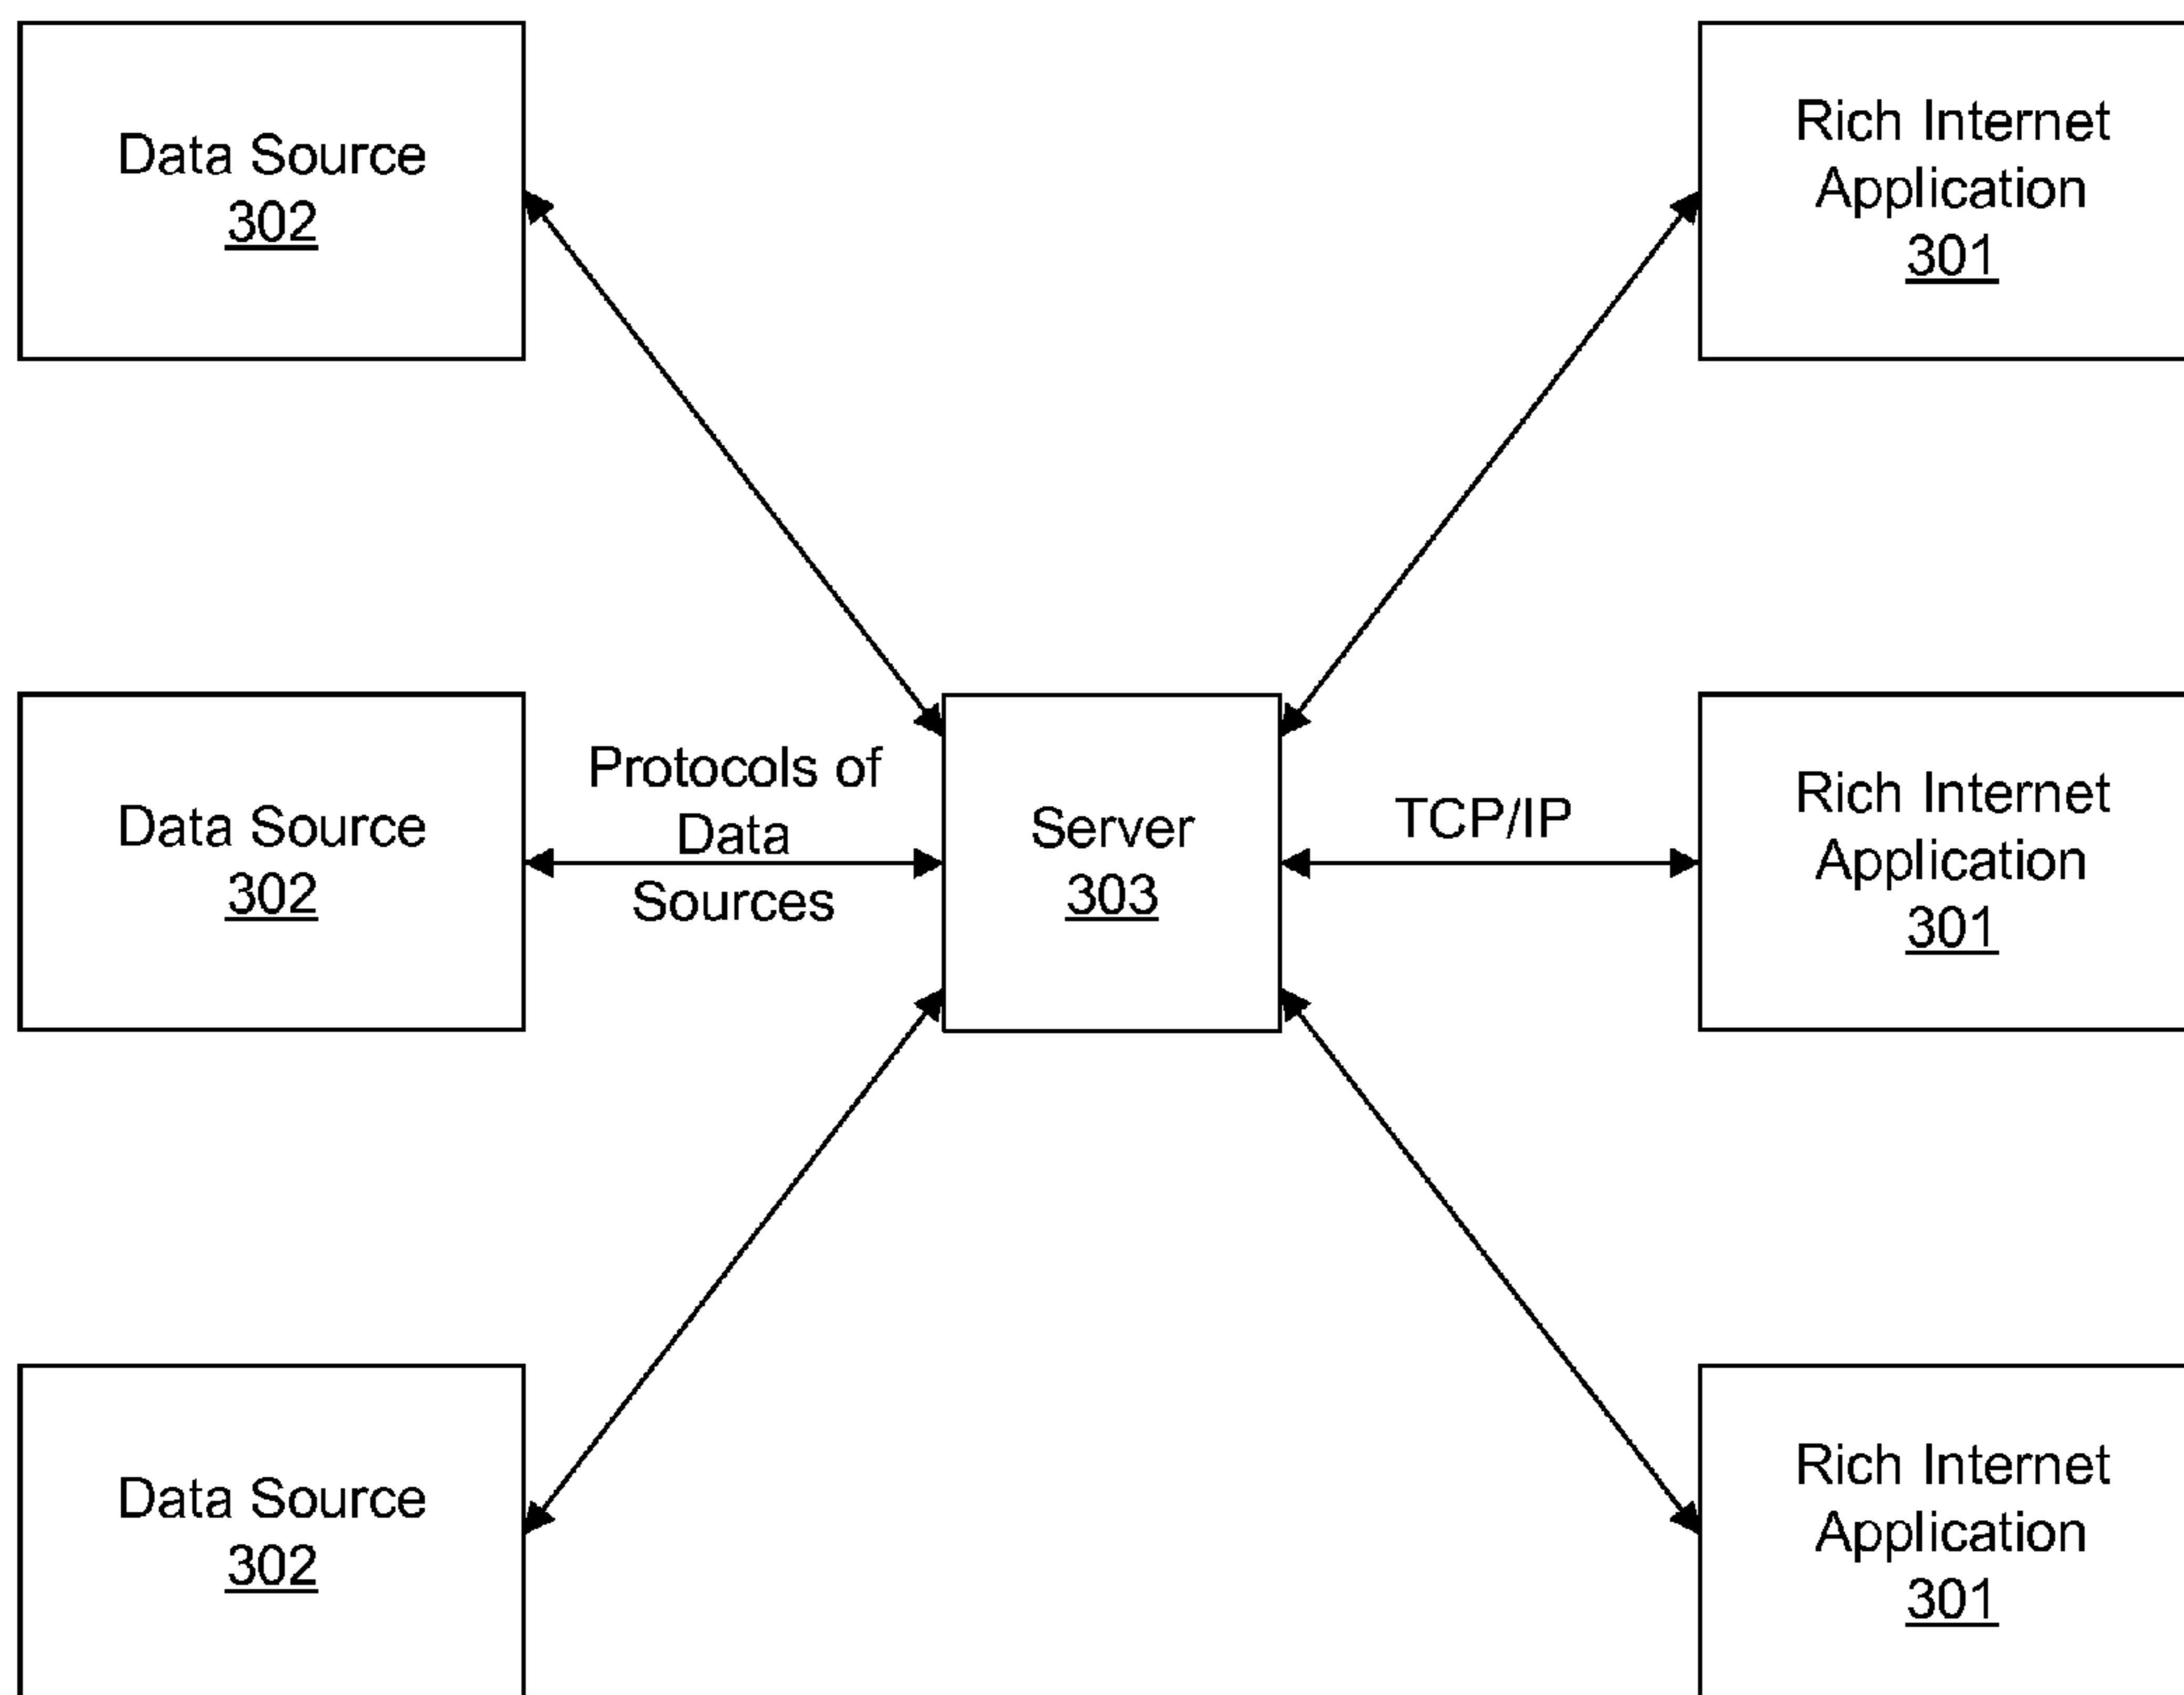 Data Source
302
Rich Internet
Application
301
Data Source
302
Protocols of
Data
Sources
Server
303
TCP/IP
Rich Internet
Application
301
Data Source
302
Rich Internet
Application
301